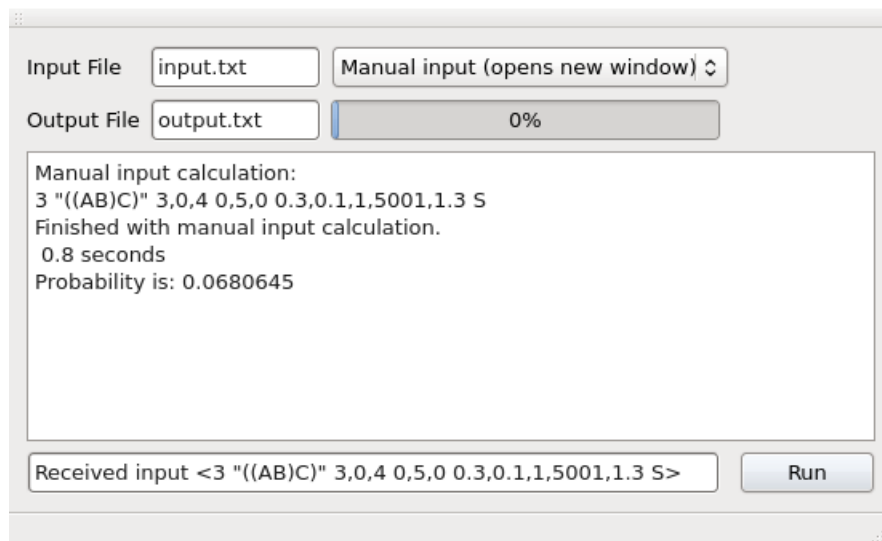 Input File input.txt Manual input (opens new window)
Output File output.txt 0%
Manual input calculation:
3 "((AB)C)" 3,0,4 0,5,0 0.3,0.1,1,5001,1.3 S
Finished with manual input calculation.
0.8 seconds
Probability is: 0.0680645
Received input <3 "((AB)C)" 3,0,4 0,5,0 0.3,0.1,1,5001,1.3 S> Run